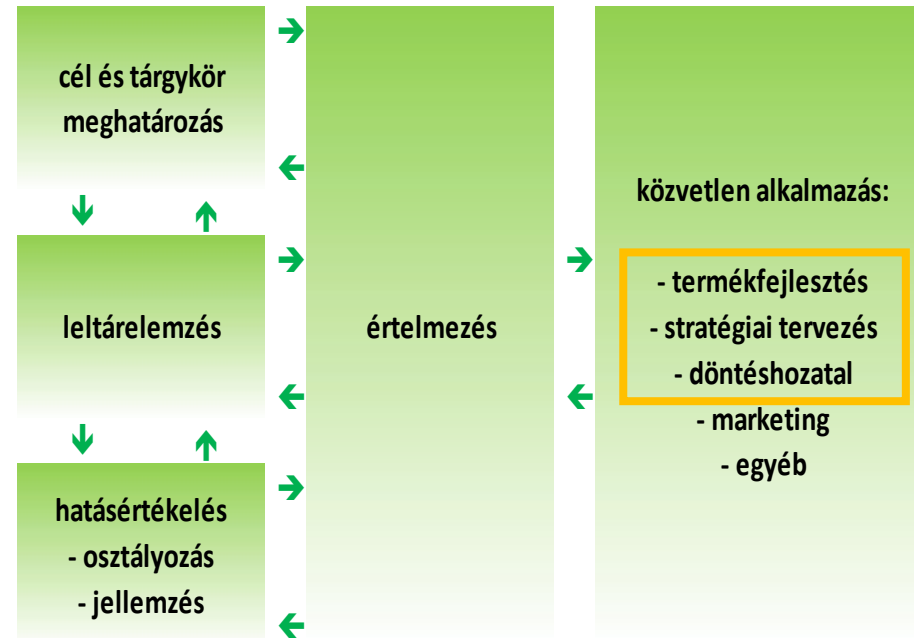 cél és tárgykör
meghatározás
leltárelemzés
hatásértékelés
- osztályozás
- jellemzés
értelmezés
közvetlen alkalmazás:
- termékfejlesztés
- stratégiai tervezés
- döntéshozatal
- marketing
- egyéb